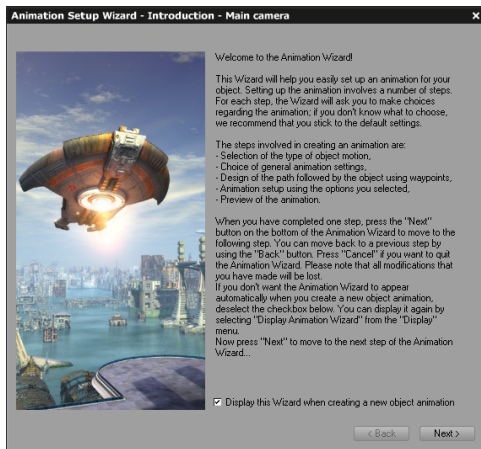 Animation Setup Wizard - Introduction - Main camera
Welcome to the Animation Wizard!
This Wizard will help you easily set up an animation for your
object. Setting up the animation involves a number of steps.
For each step, the Wizard will ask you to make choices
regarding the animation; if you don't know what to choose,
we recommend that you stick to the default settings.
The steps involved in creating an animation are:
- Selection of the type of object motion,
- Choice of general animation settings,
- Design of the path followed by the object using waypoints,
- Animation setup using the options you selected,
- Preview of the animation.
When you have completed one step, press the "Next"
button on the bottom of the Animation Wizard to move to the
following step. You can move back to a previous step by
using the "Back" button. Press "Cancel" if you want to quit
the Animation Wizard. Please note that all modifications that
you have made will be lost.
If you don't want the Animation Wizard to appear
automatically when you create a new object animation,
deselect the checkbox below. You can display it again by
selecting "Display Animation Wizard" from the "Display"
menu.
Now press "Next" to move to the next step of the Animation
Wizard...
Display this Wizard when creating a new object animation
< Back Next >